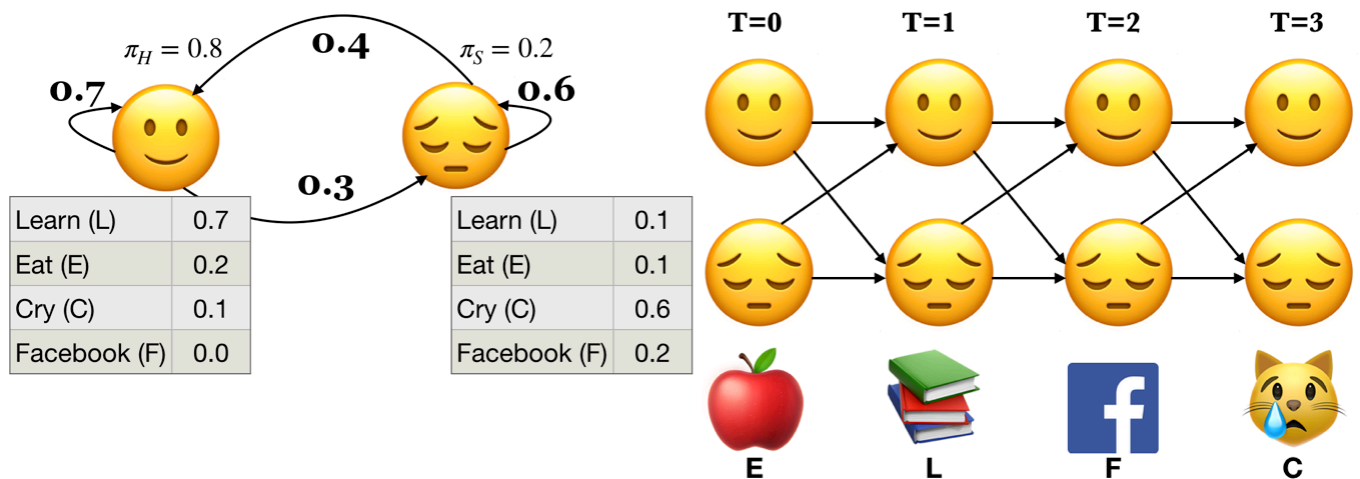 π_H = 0.8
0.4
π_S = 0.2
0.7
0.6
0.3
Learn (L) 0.7
Eat (E) 0.2
Cry (C) 0.1
Facebook (F) 0.0
Learn (L) 0.1
Eat (E) 0.1
Cry (C) 0.6
Facebook (F) 0.2
T=0 T=1 T=2 T=3
f
E L F C